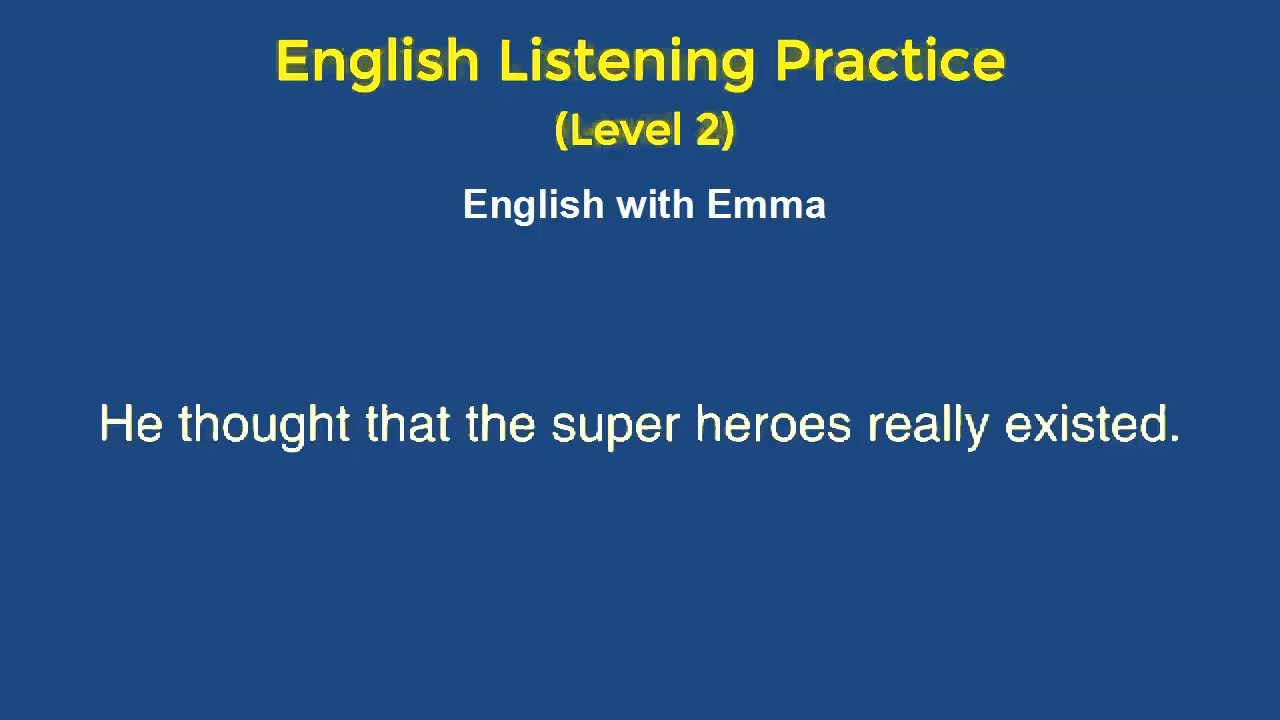 English Listening Practice
(Level 2)
English with Emma
He thought that the super heroes really existed.